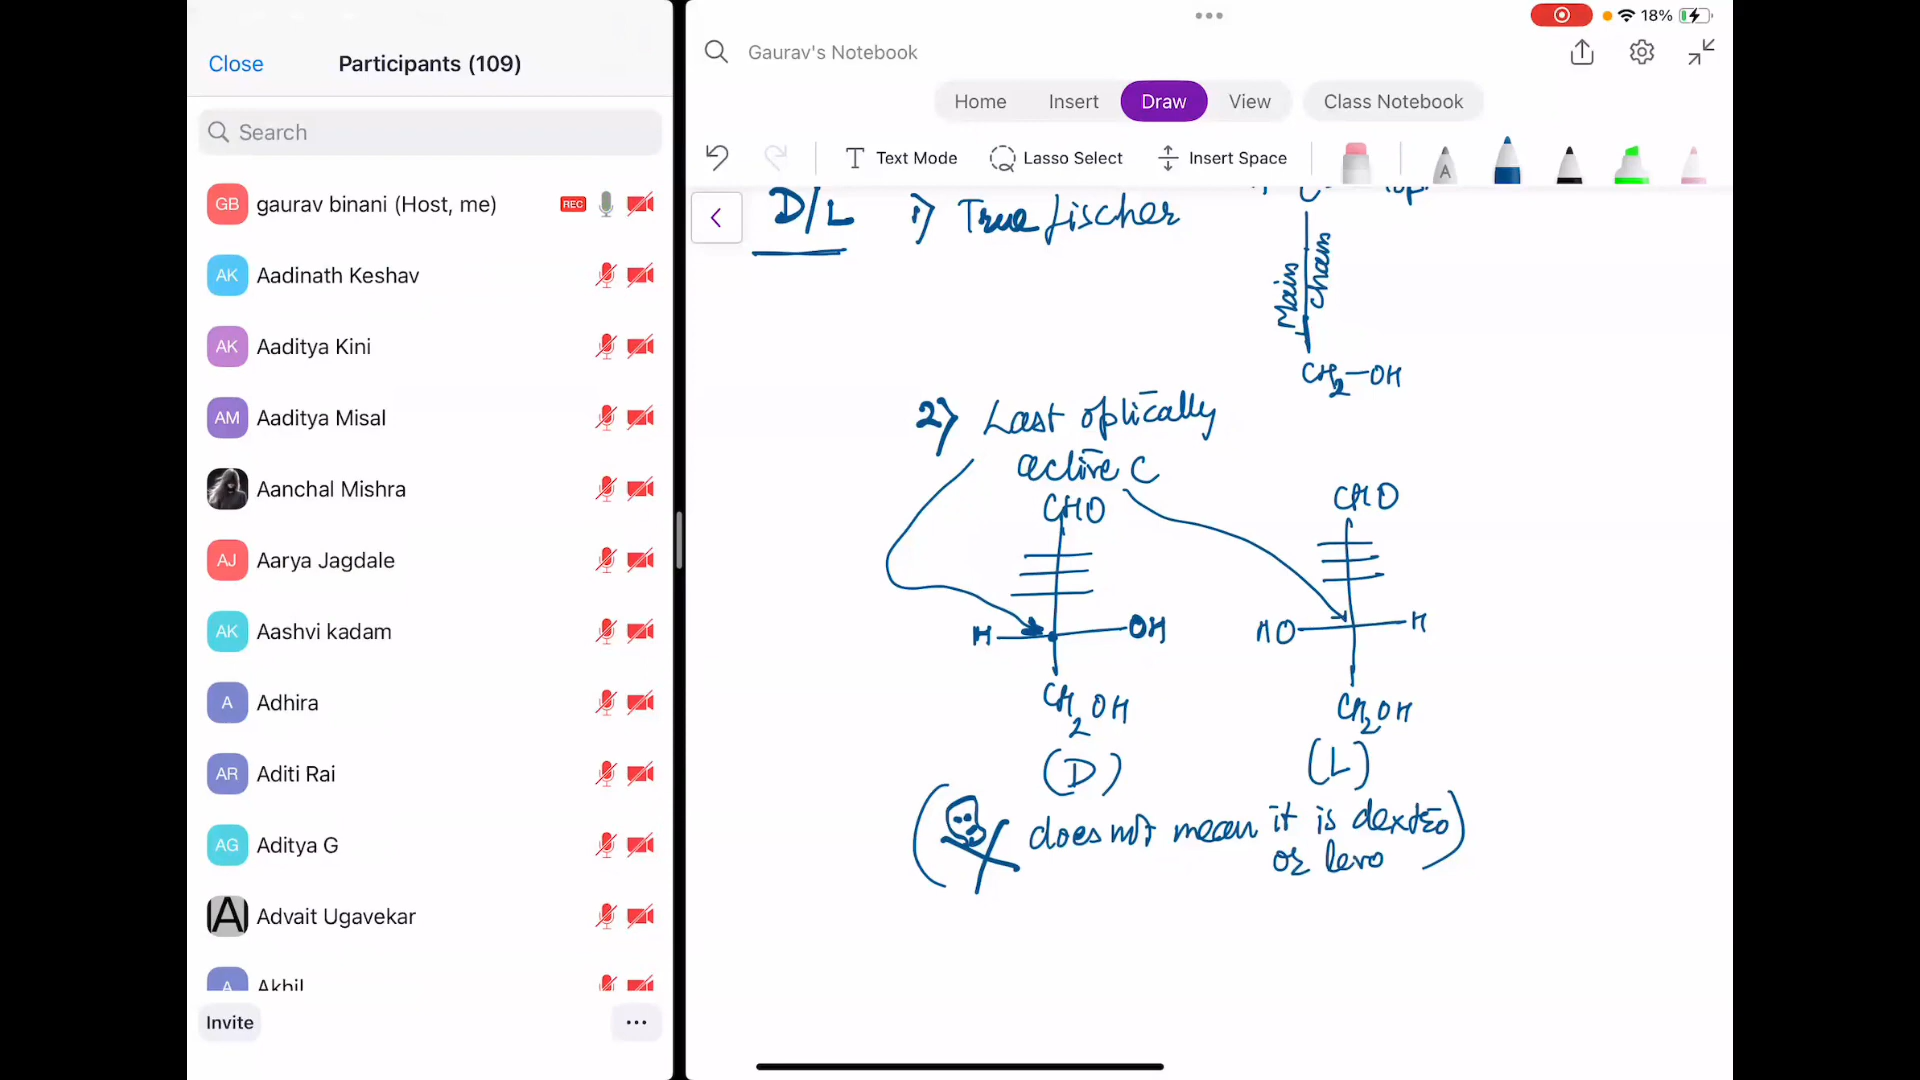 Close
Participants (109)
Search
GB gaurav binani (Host, me) REC
AK Aadinath Keshav
AK Aaditya Kini
AM Aaditya Misal
Aanchal Mishra
AJ Aarya Jagdale
AK Aashvi kadam
A Adhira
AR Aditi Rai
AG Aditya G
A Advait Ugavekar
A Akhil
Invite
18%
Gaurav's Notebook
Home Insert Draw View Class Notebook
T Text Mode Lasso Select Insert Space
A
D/L 1) True fischer
Main
chain
CH2-OH
2) Last optically
active C
CHO CHO
H OH HO H
CH2OH CH2OH
(D) (L)
( does not mean it is dextro
or levo )